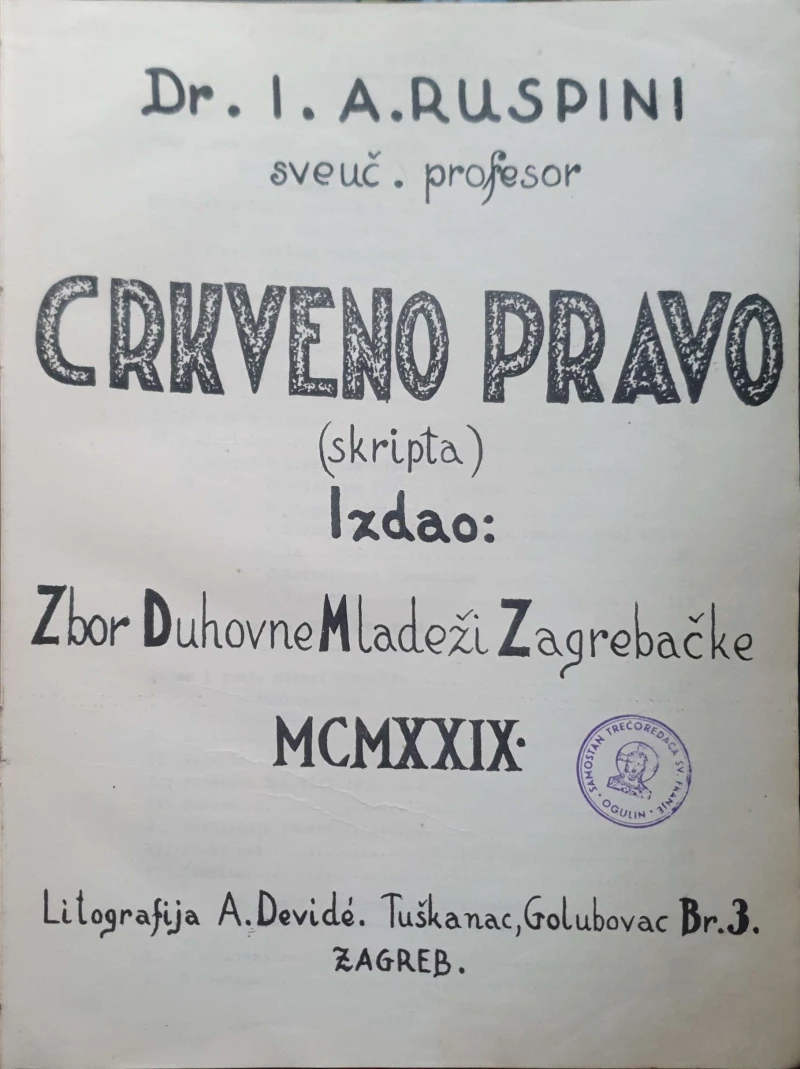 Dr. I. A. RUSPINI
sveuč. profesor
CRKVENO PRAVO
(skripta)
Izdao:
Zbor Duhovne Mladeži Zagrebačke
MCMXXIX.
SAMOSTAN TREĆOREDACA SV. FRANJE
· OGULIN ·
Litografija A. Devidé. Tuškanac, Golubovac Br. 3.
ZAGREB.